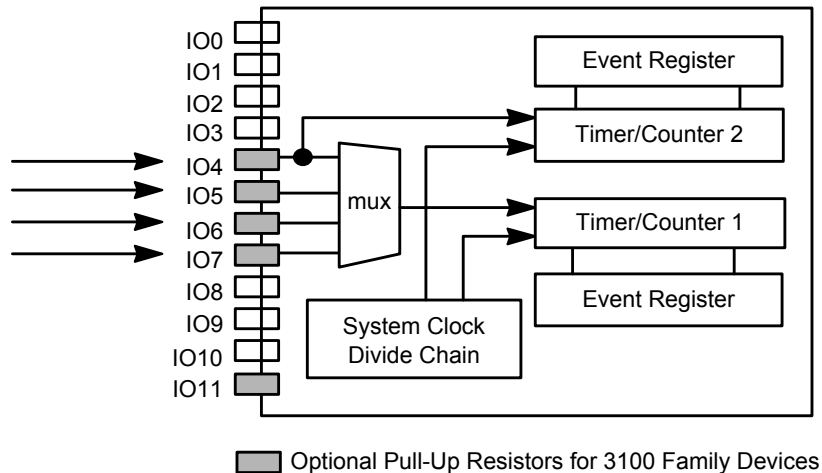 IO0
IO1
IO2
IO3
IO4
IO5
IO6
IO7
IO8
IO9
IO10
IO11
mux
Event Register
Timer/Counter 2
Timer/Counter 1
Event Register
System Clock
Divide Chain
Optional Pull-Up Resistors for 3100 Family Devices